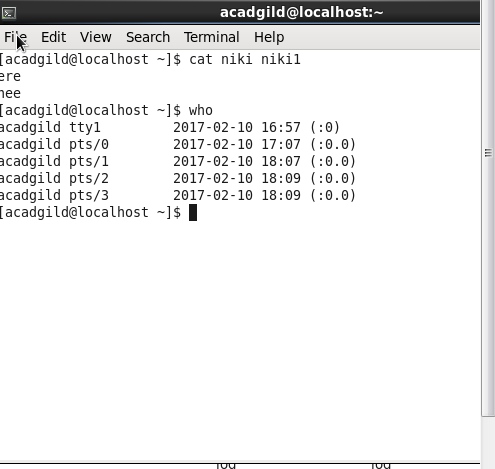 acadgild@localhost:~
File Edit View Search Terminal Help
[acadgild@localhost ~]$ cat niki niki1
ere
hee
[acadgild@localhost ~]$ who
acadgild tty1 2017-02-10 16:57 (:0)
acadgild pts/0 2017-02-10 17:07 (:0.0)
acadgild pts/1 2017-02-10 18:07 (:0.0)
acadgild pts/2 2017-02-10 18:09 (:0.0)
acadgild pts/3 2017-02-10 18:09 (:0.0)
[acadgild@localhost ~]$